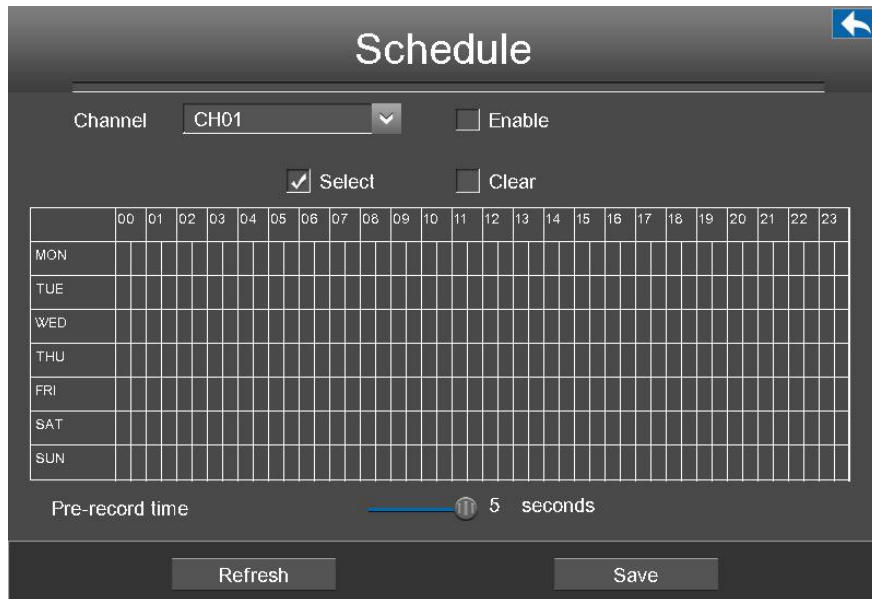 Schedule
Channel CH01 Enable
Select Clear
00 01 02 03 04 05 06 07 08 09 10 11 12 13 14 15 16 17 18 19 20 21 22 23
MON
TUE
WED
THU
FRI
SAT
SUN
Pre-record time 5 seconds
Refresh Save